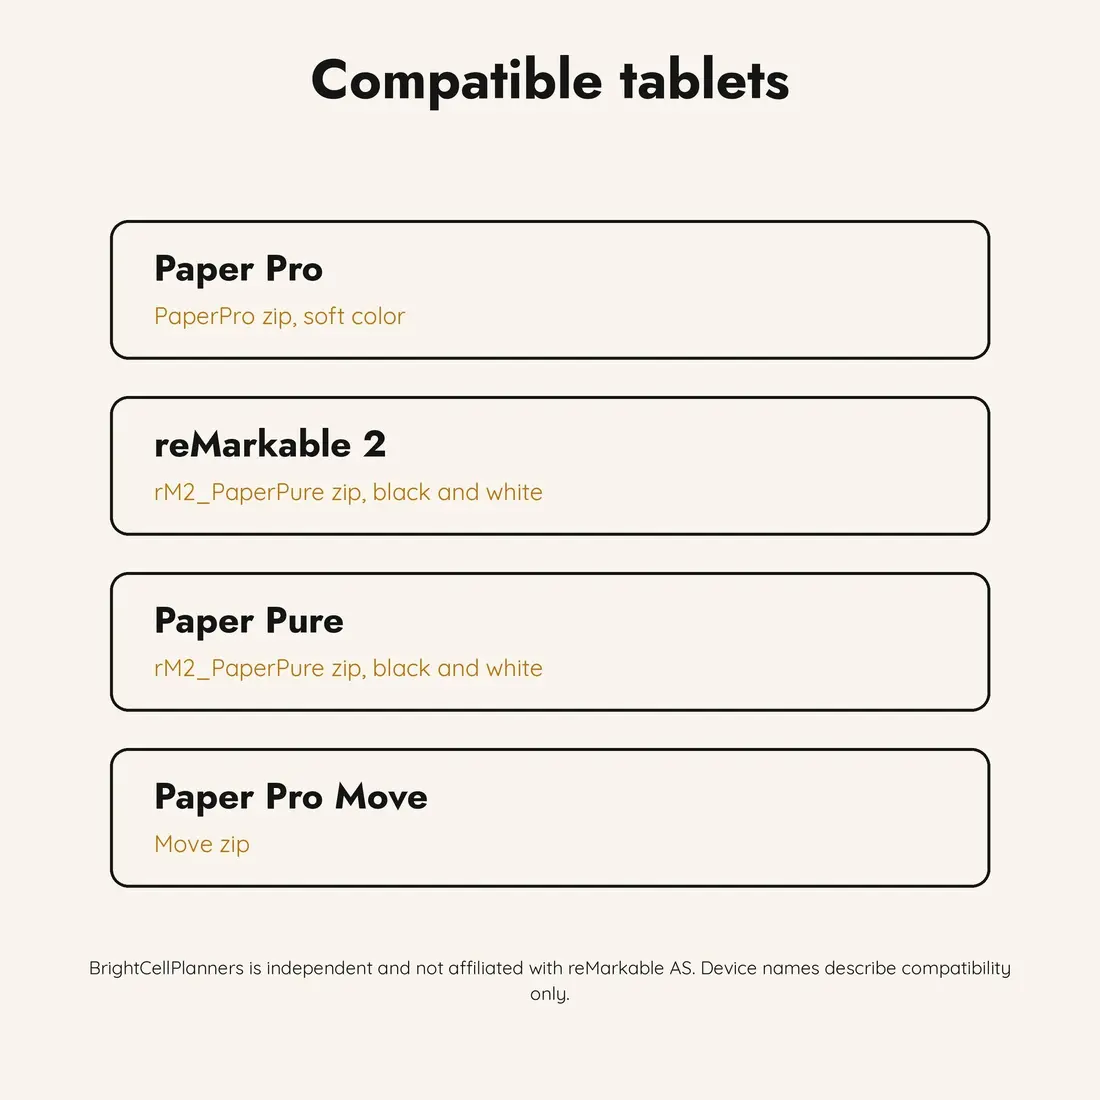 Compatible tablets
Paper Pro
PaperPro zip, soft color
reMarkable 2
rM2_PaperPure zip, black and white
Paper Pure
rM2_PaperPure zip, black and white
Paper Pro Move
Move zip
BrightCellPlanners is independent and not affiliated with reMarkable AS. Device names describe compatibility
only.